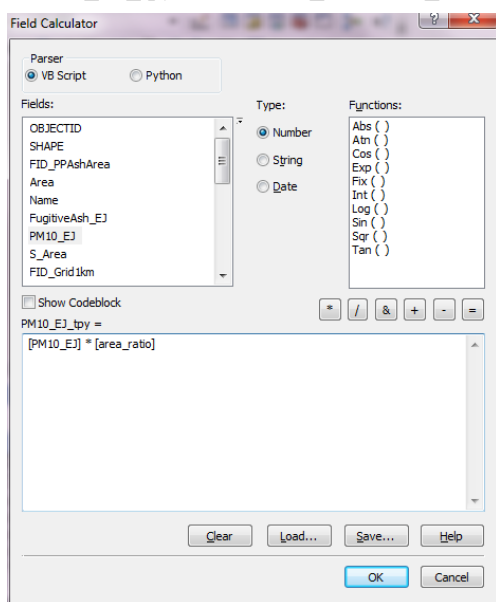 Field Calculator
?
X
Parser
VB Script
Python
Fields:
Type:
Functions:
OBJECTID
SHAPE
FID_PPAshArea
Area
Name
FugitiveAsh_EJ
PM10_EJ
S_Area
FID_Grid1km
Number
String
Date
Abs ( )
Atn ( )
Cos ( )
Exp ( )
Fix ( )
Int ( )
Log ( )
Sin ( )
Sqr ( )
Tan ( )
Show Codeblock
* / & + - =
PM10_EJ_tpy =
[PM10_EJ] * [area_ratio]
Clear Load... Save... Help
OK Cancel